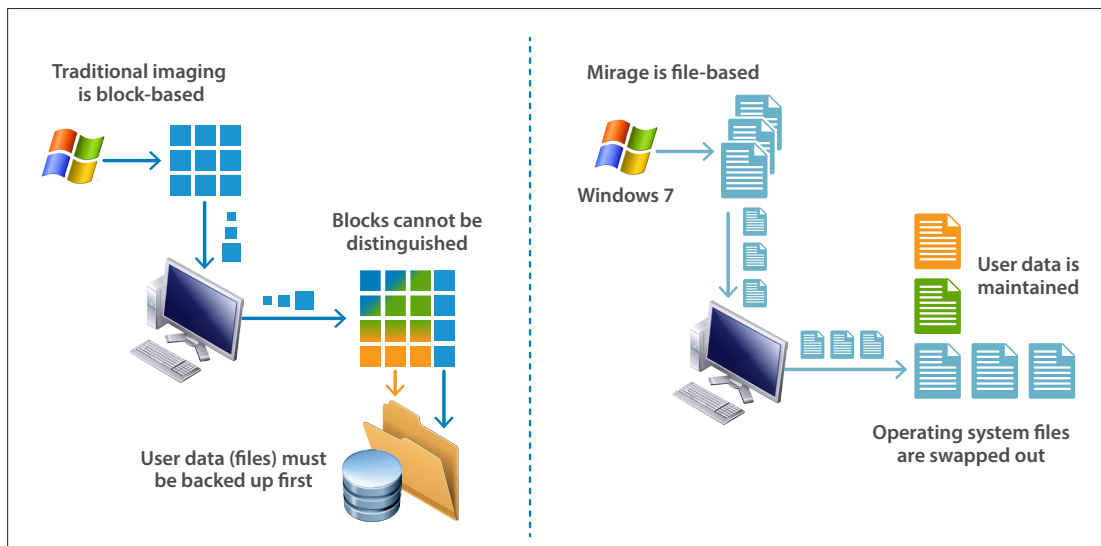 Traditional imaging
is block-based
Blocks cannot be
distinguished
User data (files) must
be backed up first
Mirage is file-based
Windows 7
User data is
maintained
Operating system files
are swapped out